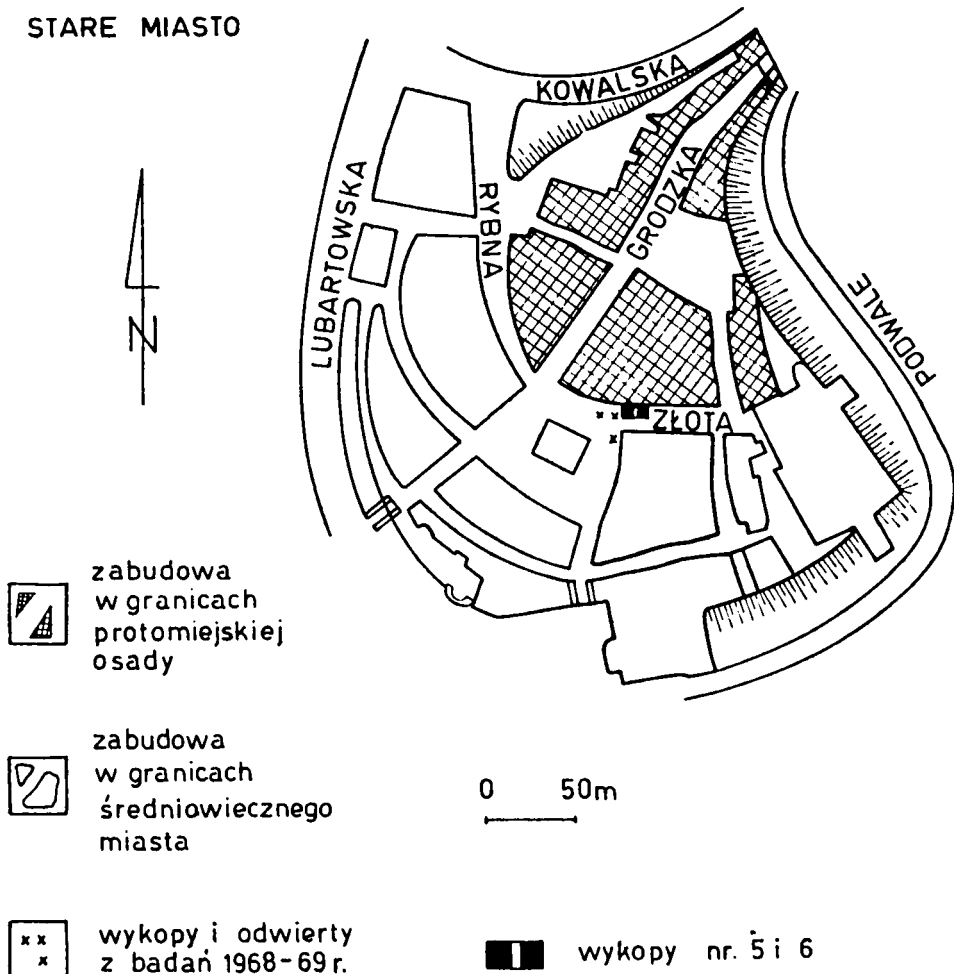 STARE MIASTO
KOWALSKA
LUBARTOWSKA
RYBNA
GRODZKA
PODWALE
N
ZŁOTA
zabudowa
w granicach
protomiejskiej
osady
zabudowa
w granicach
średniowiecznego
miasta
0 50m
wykopy i odwierty
z badań 1968-69 r.
wykopy nr. 5 i 6